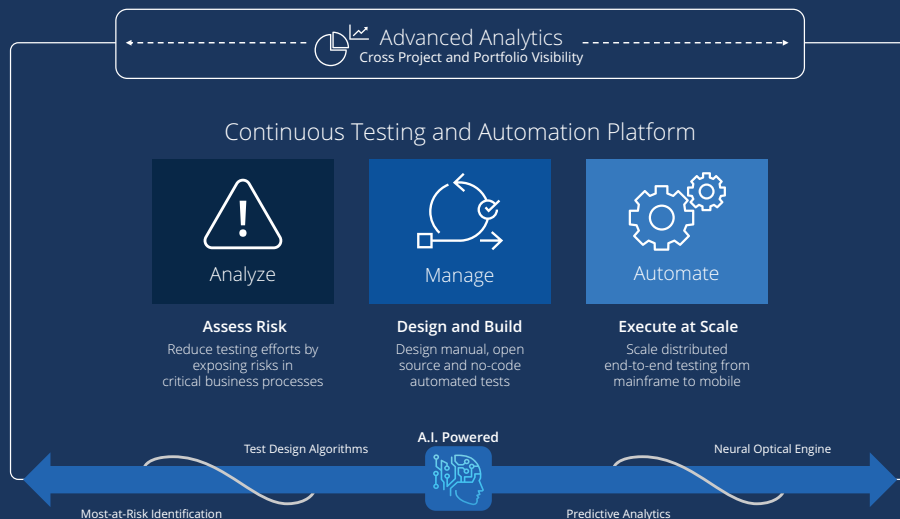 Advanced Analytics
Cross Project and Portfolio Visibility
Continuous Testing and Automation Platform
Analyze
Manage
Automate
Assess Risk
Reduce testing efforts by
exposing risks in
critical business processes
Design and Build
Design manual, open
source and no-code
automated tests
Execute at Scale
Scale distributed
end-to-end testing from
mainframe to mobile
A.I. Powered
Test Design Algorithms
Neural Optical Engine
Most-at-Risk Identification
Predictive Analytics